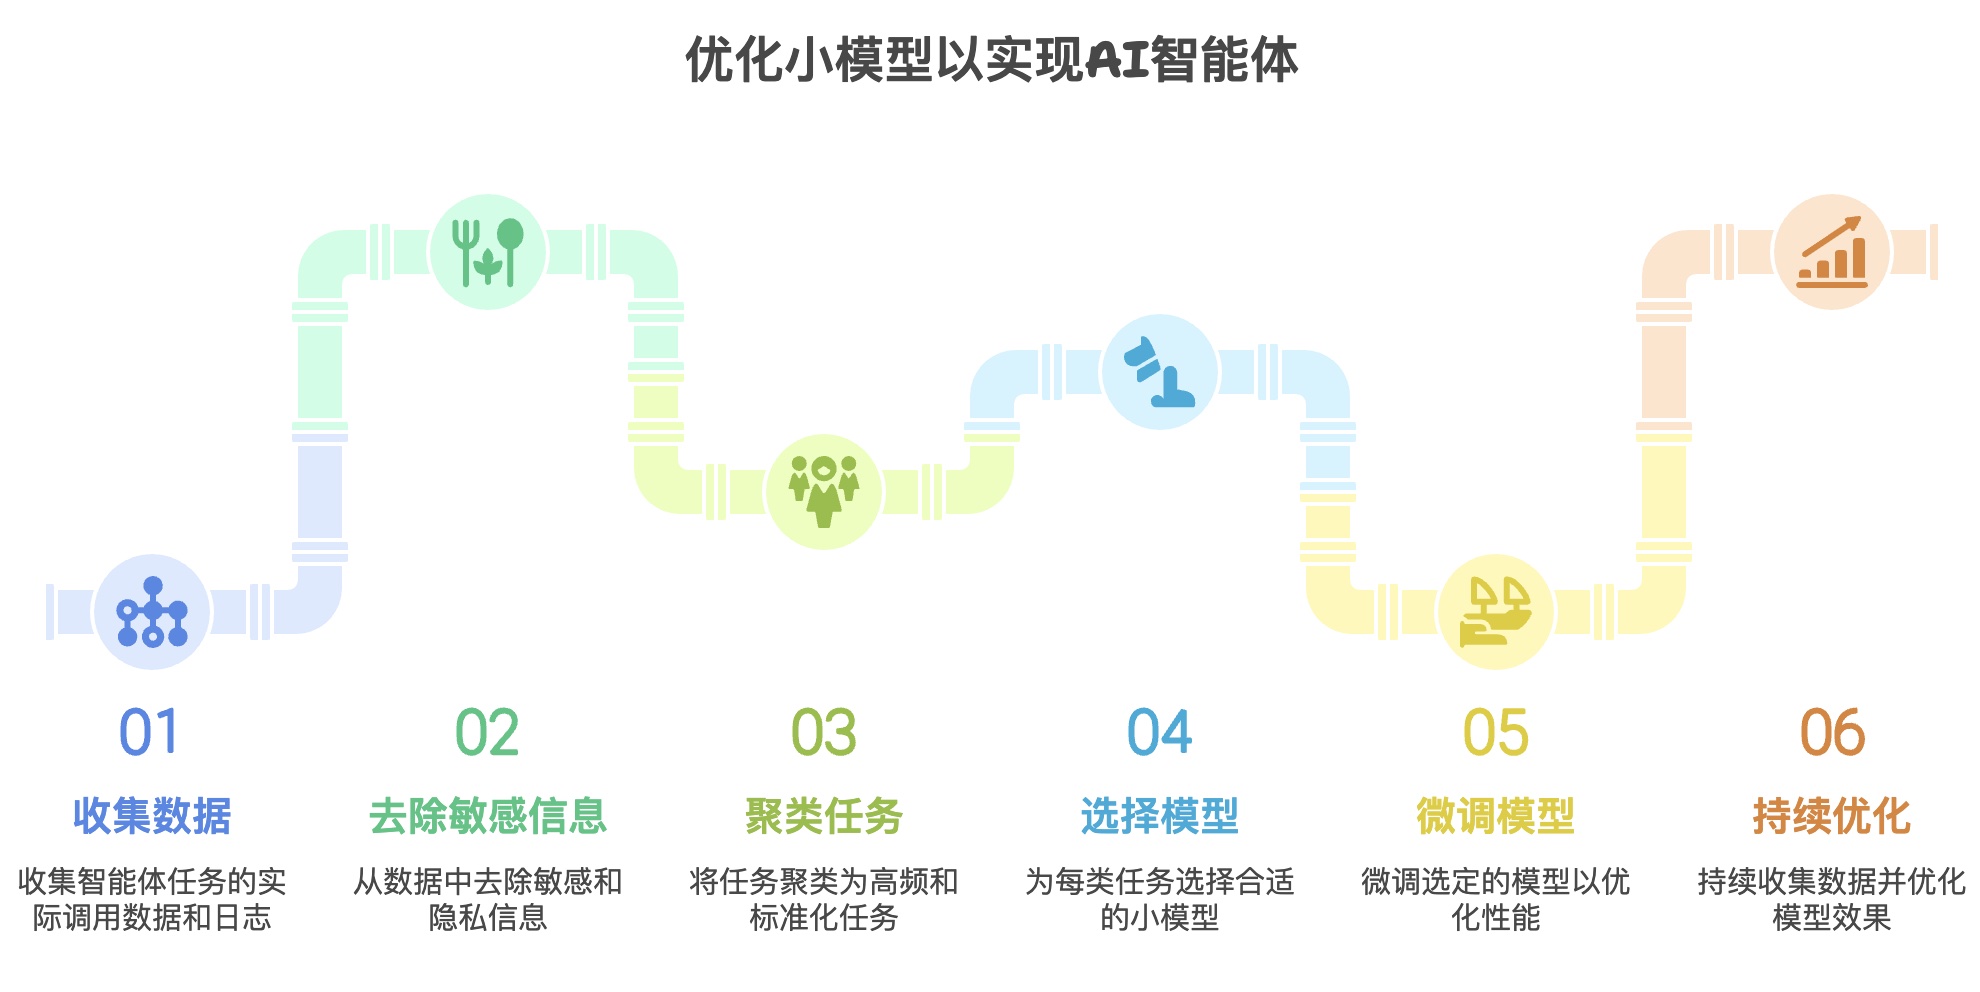 优化小模型以实现AI智能体
01
收集数据
收集智能体任务的实
际调用数据和日志
02
去除敏感信息
从数据中去除敏感和
隐私信息
03
聚类任务
将任务聚类为高频和
标准化任务
04
选择模型
为每类任务选择合适
的小模型
05
微调模型
微调选定的模型以优
化性能
06
持续优化
持续收集数据并优化
模型效果